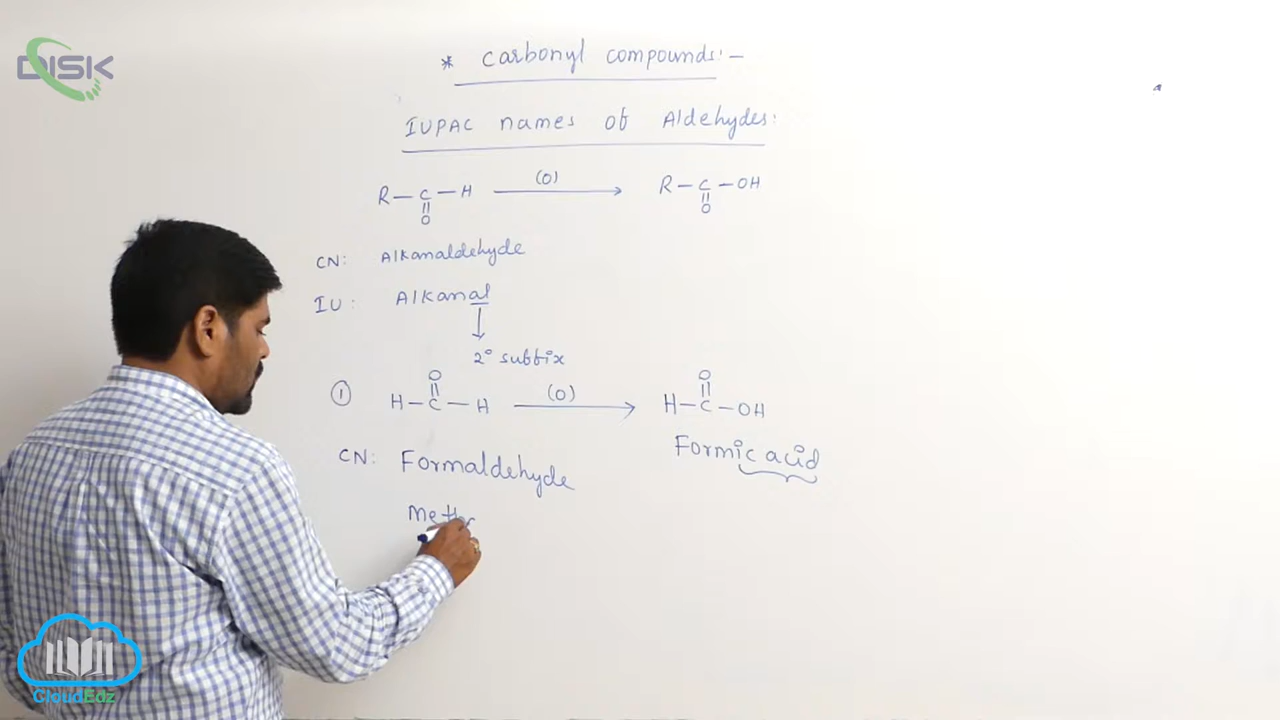 DISK
* Carbonyl compounds:-
IUPAC names of Aldehydes:
R-C-H (O) R-C-OH
O O
CN: Alkanaldehyde
IU: Alkanal
2° suffix
① O O
H-C-H (O) H-C-OH
Formic acid
CN: Formaldehyde
Meth
CloudEdz